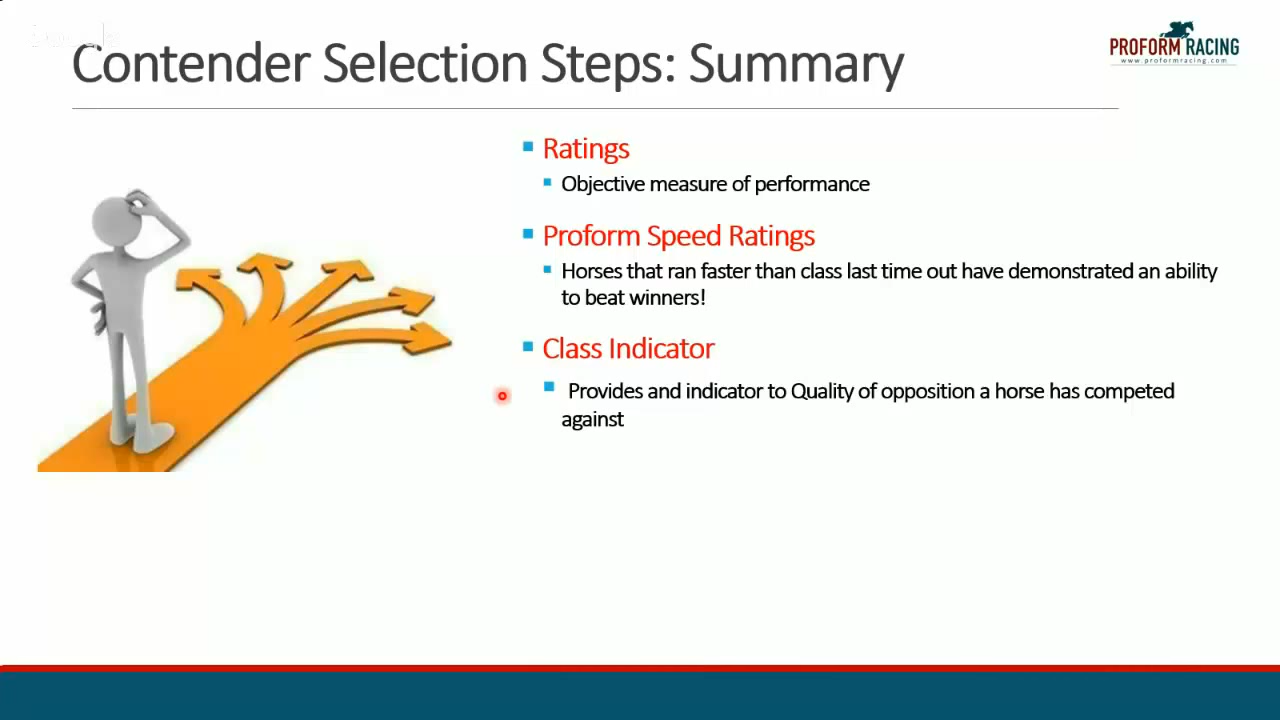 Contender Selection Steps: Summary
PROFORM RACING
www.proformracing.com
Ratings
Objective measure of performance
Proform Speed Ratings
Horses that ran faster than class last time out have demonstrated an ability
to beat winners!
Class Indicator
Provides and indicator to Quality of opposition a horse has competed
against